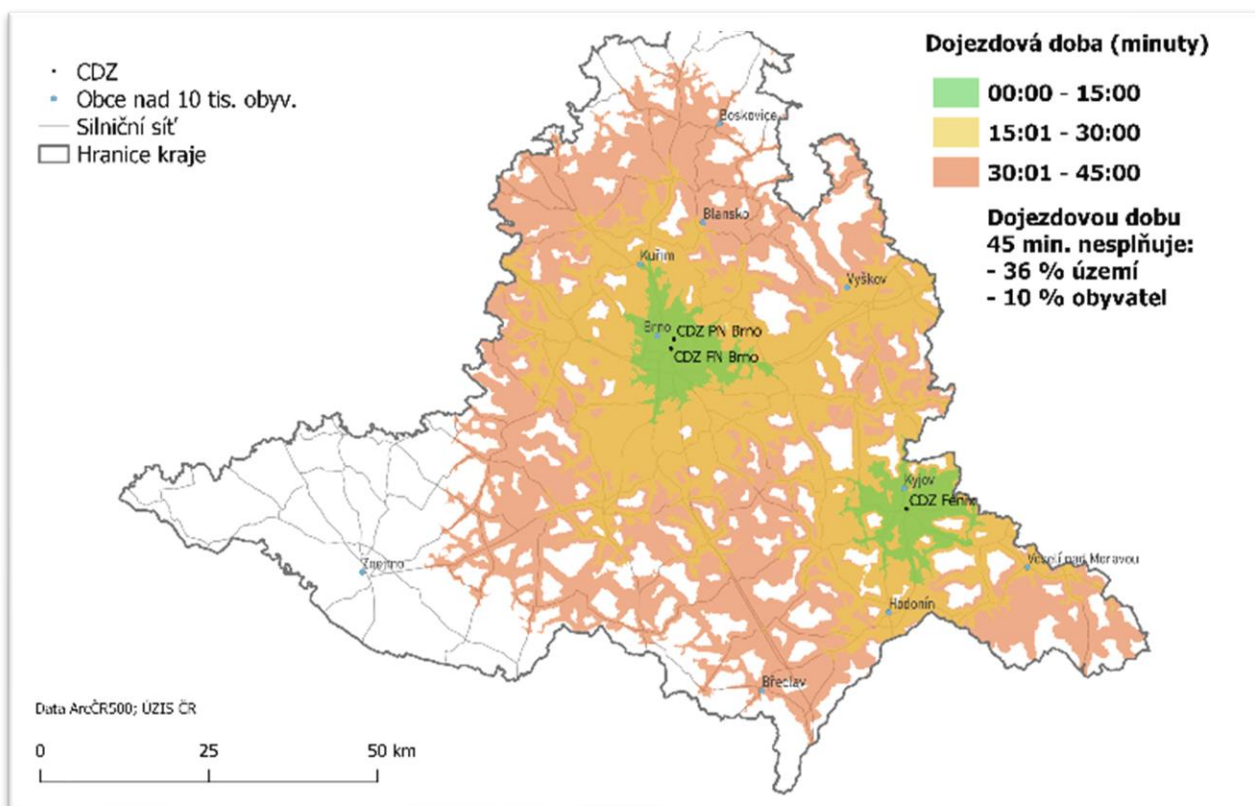 CDZ
Obce nad 10 tis. obyv.
Silniční síť
Hranice kraje
Dojezdová doba (minuty)
00:00 - 15:00
15:01 - 30:00
30:01 - 45:00
Dojezdovou dobu
45 min. nesplňuje:
- 36 % území
- 10 % obyvatel
Boskovice
Blansko
Kuřim
Vyškov
Brno
CDZ PN Brno
CDZ FN Brno
Kyjov
CDZ Fénix
Znojmo
Veselí nad Moravou
Hodonín
Břeclav
Data ArcČR500; ÚZIS ČR
0 25 50 km